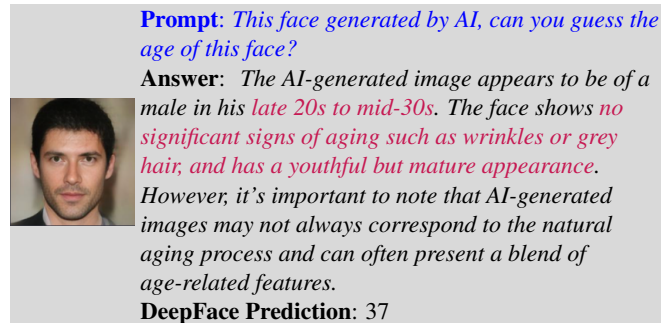 Prompt: This face generated by AI, can you guess the
age of this face?
Answer: The AI-generated image appears to be of a
male in his late 20s to mid-30s. The face shows no
significant signs of aging such as wrinkles or grey
hair, and has a youthful but mature appearance.
However, it's important to note that AI-generated
images may not always correspond to the natural
aging process and can often present a blend of
age-related features.
DeepFace Prediction: 37